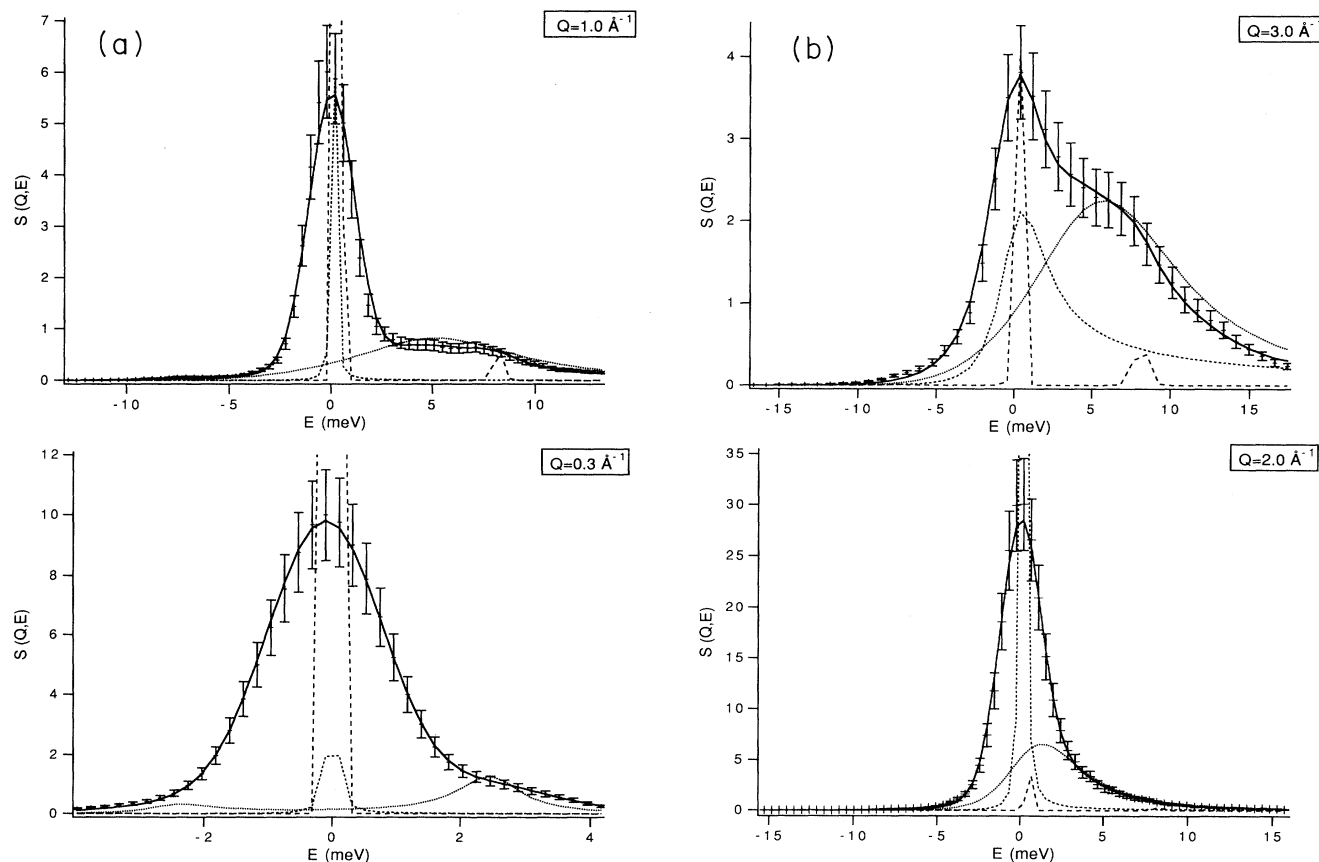 (a)
Q=1.0 Å⁻¹
7
6
5
4
3
2
1
0
S (Q,E)
-10 -5 0 5 10
E (meV)
(b)
Q=3.0 Å⁻¹
4
3
2
1
0
S (Q,E)
-15 -10 -5 0 5 10 15
E (meV)
Q=0.3 Å⁻¹
12
10
8
6
4
2
0
S (Q,E)
-2 0 2 4
E (meV)
Q=2.0 Å⁻¹
35
30
25
20
15
10
5
0
S (Q,E)
-15 -10 -5 0 5 10 15
E (meV)